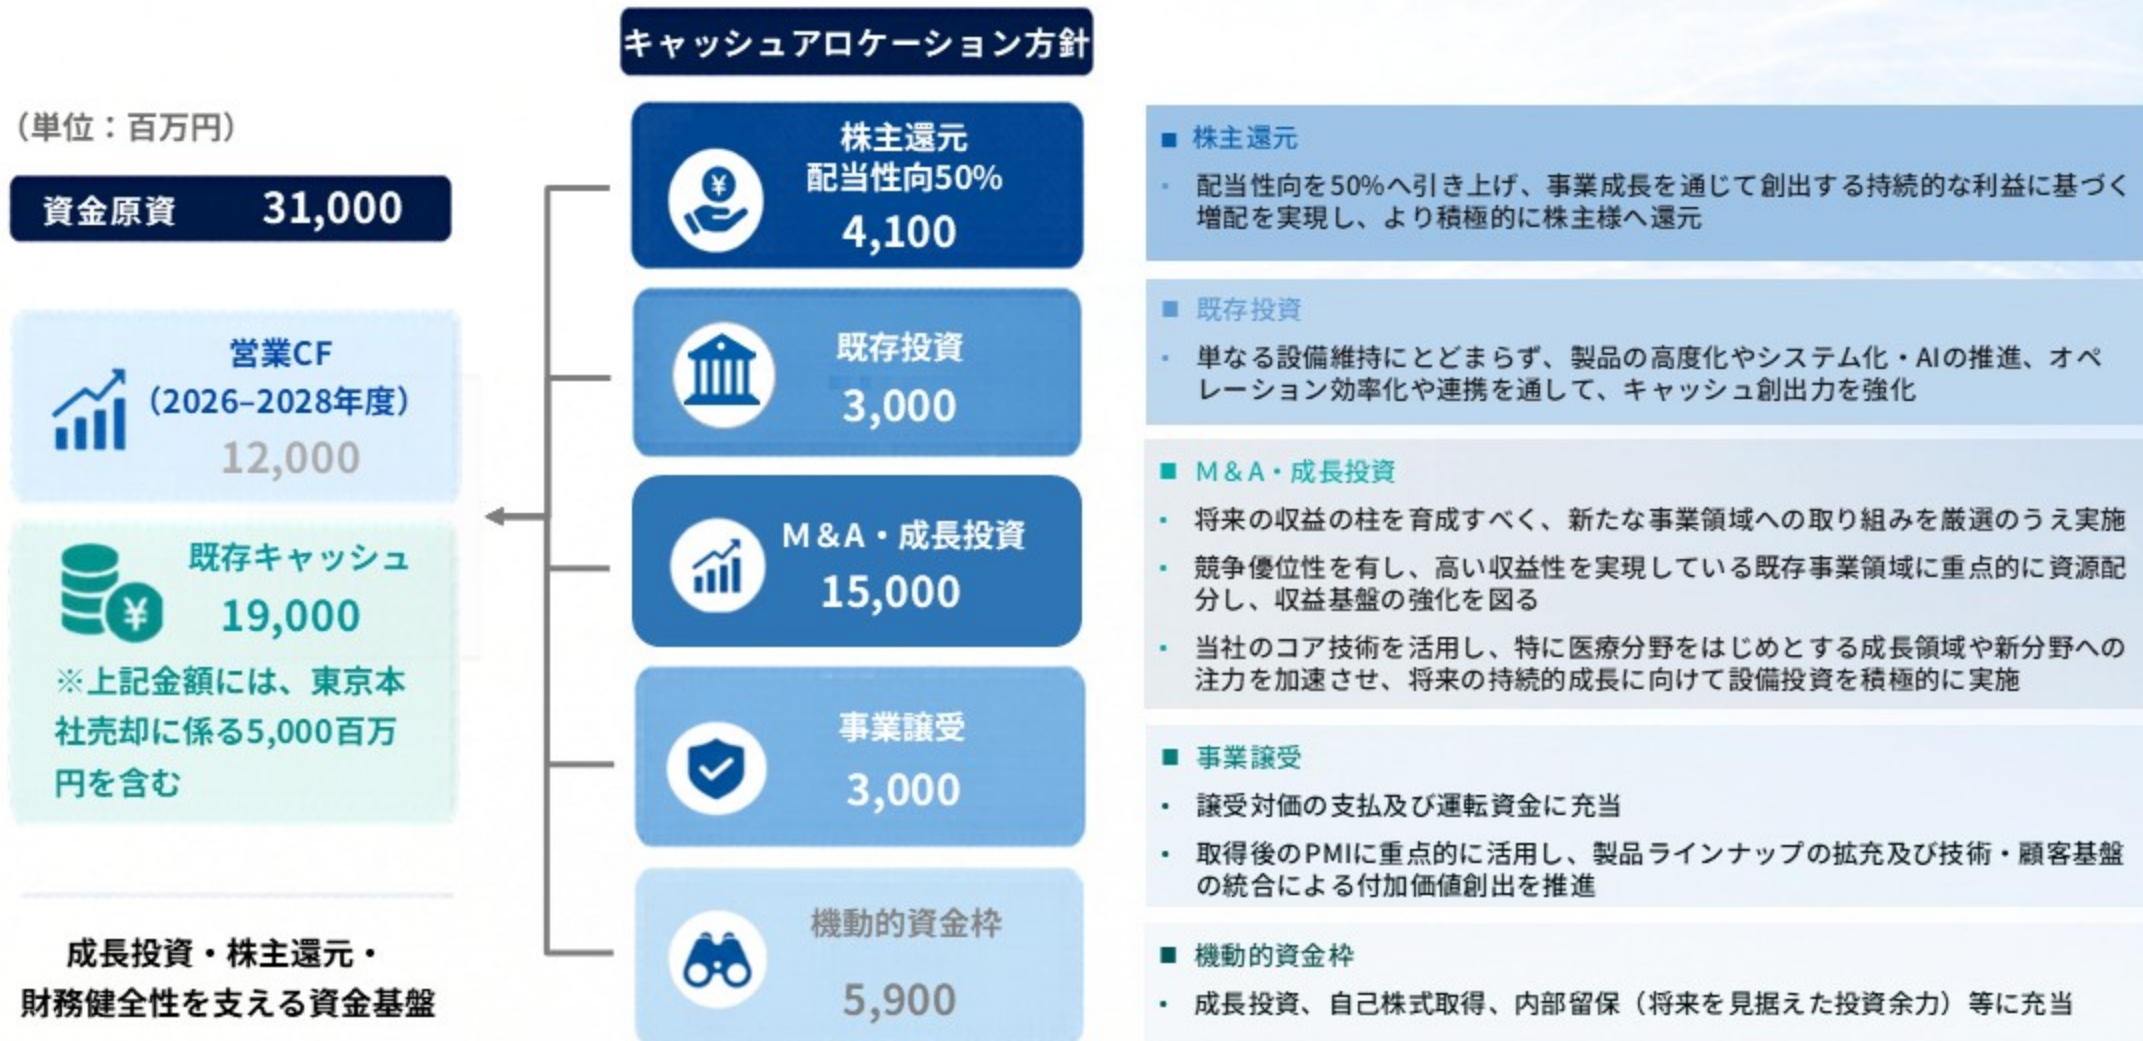 キャッシュアロケーション方針
（単位：百万円）
資金原資 31,000
営業CF
（2026–2028年度）
12,000
既存キャッシュ
19,000
※上記金額には、東京本
社売却に係る5,000百万
円を含む
成長投資・株主還元・
財務健全性を支える資金基盤
株主還元
配当性向50%
4,100
既存投資
3,000
M＆A・成長投資
15,000
事業譲受
3,000
機動的資金枠
5,900
■ 株主還元
・ 配当性向を50%へ引き上げ、事業成長を通じて創出する持続的な利益に基づく
増配を実現し、より積極的に株主様へ還元
■ 既存投資
・ 単なる設備維持にとどまらず、製品の高度化やシステム化・AIの推進、オペ
レーション効率化や連携を通して、キャッシュ創出力を強化
■ M＆A・成長投資
・ 将来の収益の柱を育成すべく、新たな事業領域への取り組みを厳選のうえ実施
・ 競争優位性を有し、高い収益性を実現している既存事業領域に重点的に資源配
分し、収益基盤の強化を図る
・ 当社のコア技術を活用し、特に医療分野をはじめとする成長領域や新分野への
注力を加速させ、将来の持続的成長に向けて設備投資を積極的に実施
■ 事業譲受
・ 譲受対価の支払及び運転資金に充当
・ 取得後のPMIに重点的に活用し、製品ラインナップの拡充及び技術・顧客基盤
の統合による付加価値創出を推進
■ 機動的資金枠
・ 成長投資、自己株式取得、内部留保（将来を見据えた投資余力）等に充当